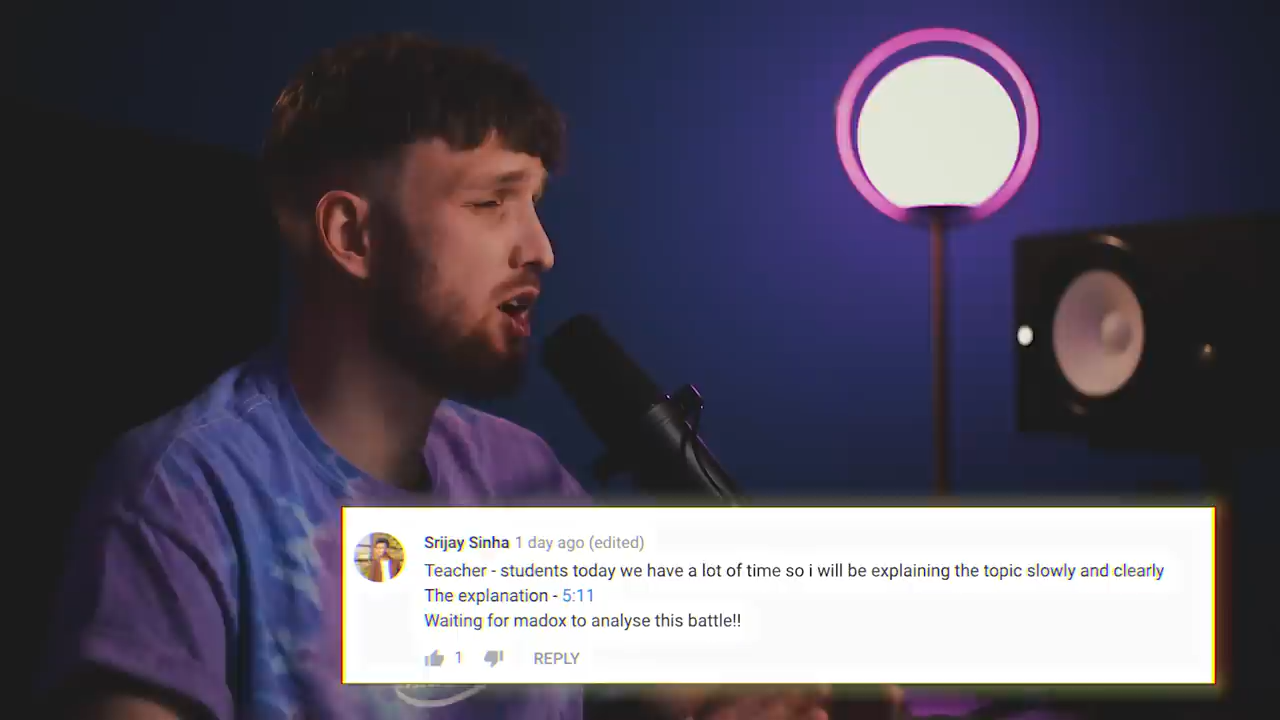 Srijay Sinha 1 day ago (edited)
Teacher - students today we have a lot of time so i will be explaining the topic slowly and clearly
The explanation - 5:11
Waiting for madox to analyse this battle!!
1 REPLY